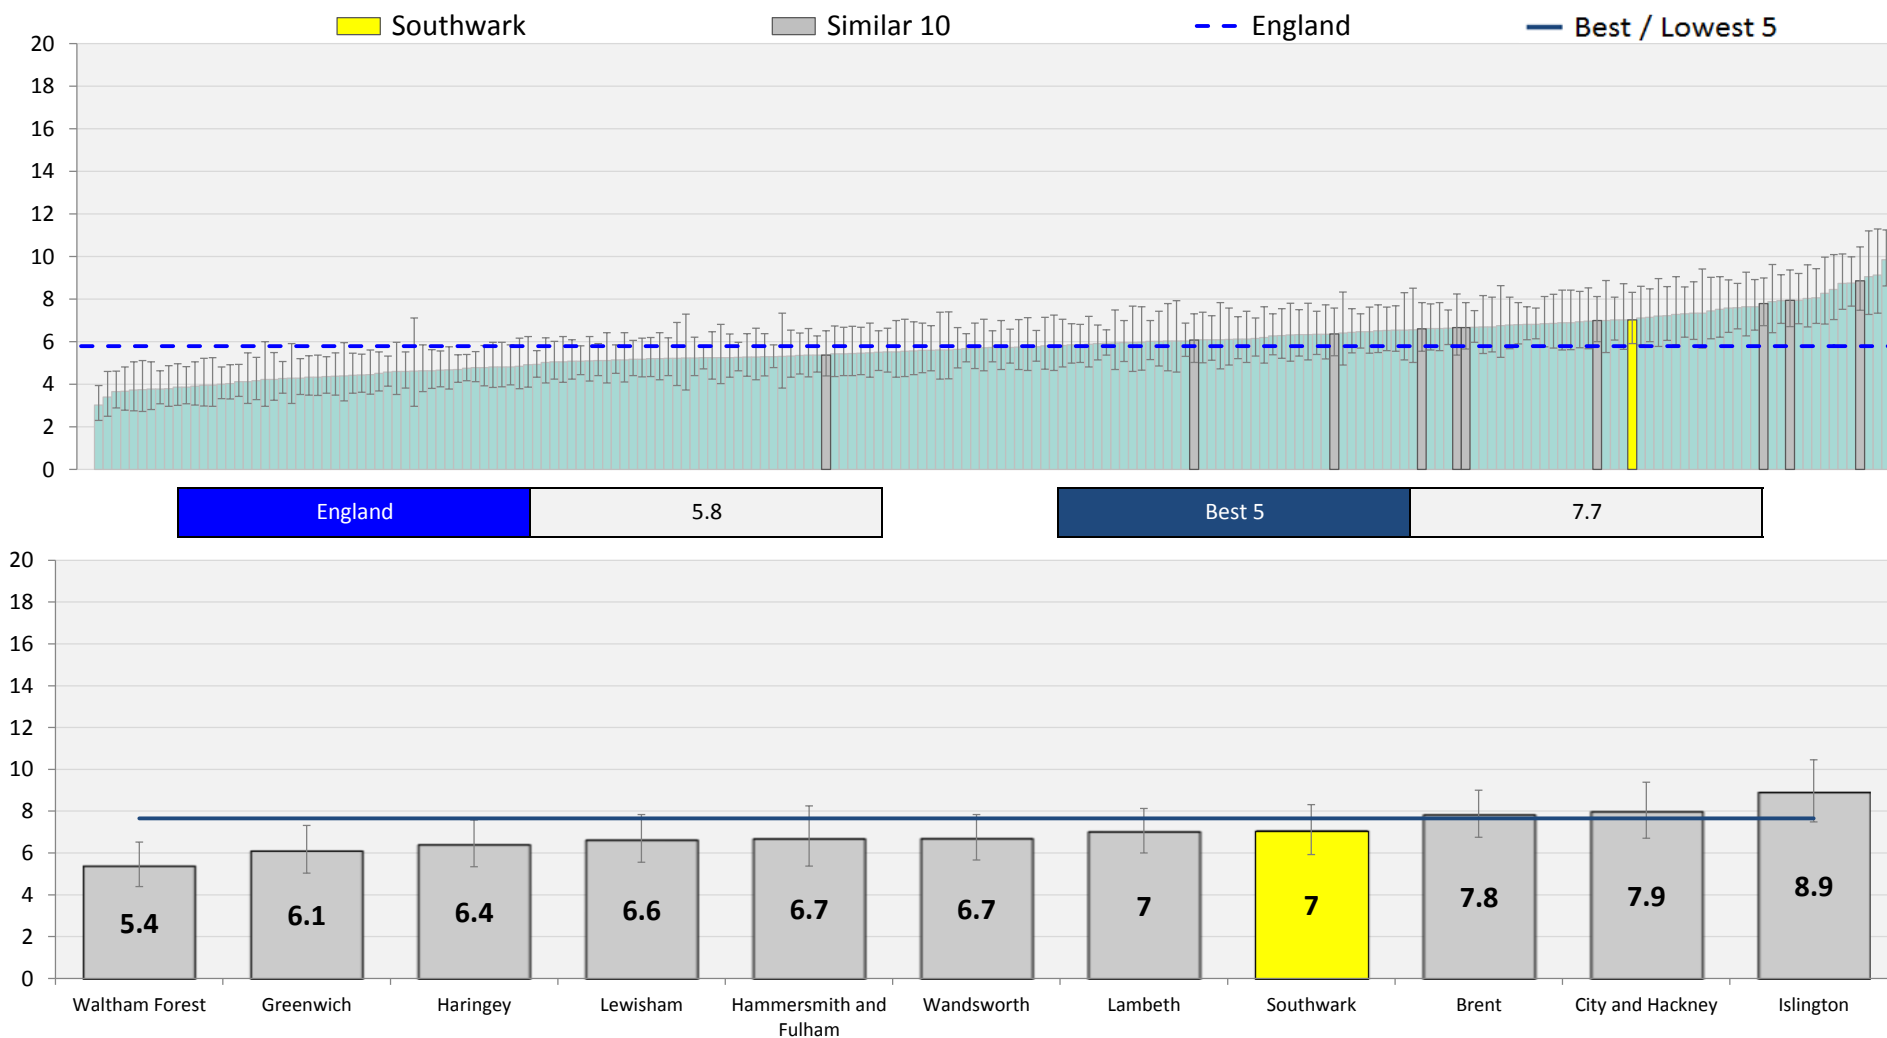 Southwark
Similar 10
England
Best / Lowest 5
20
18
16
14
12
10
8
6
4
2
0
England
5.8
Best 5
7.7
20
18
16
14
12
10
8
6
4
2
0
5.4
6.1
6.4
6.6
6.7
6.7
7
7
7.8
7.9
8.9
Waltham Forest
Greenwich
Haringey
Lewisham
Hammersmith and
Fulham
Wandsworth
Lambeth
Southwark
Brent
City and Hackney
Islington